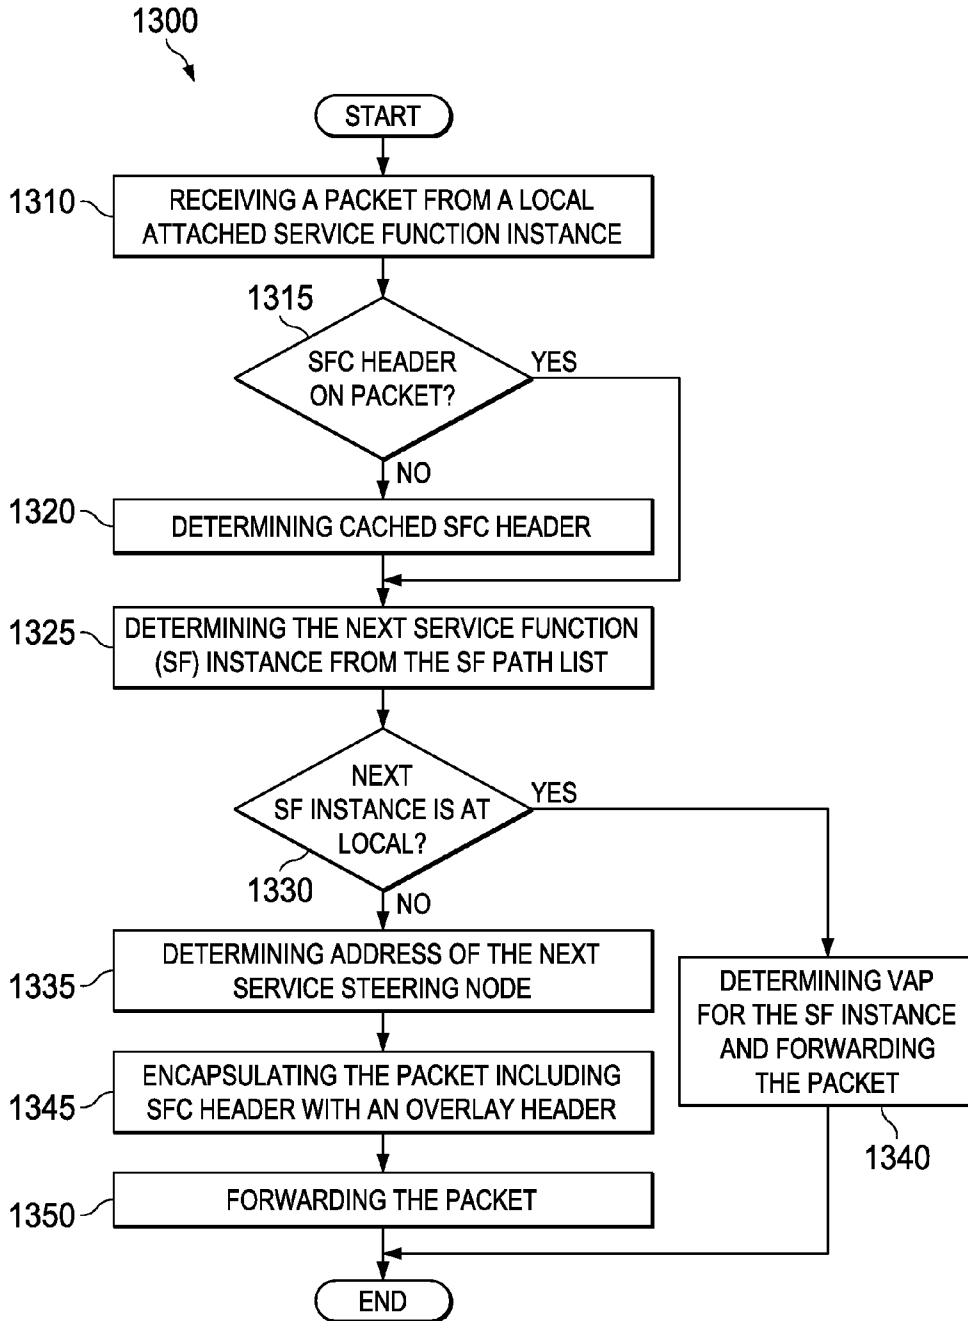 1300
START
1310
RECEIVING A PACKET FROM A LOCAL
ATTACHED SERVICE FUNCTION INSTANCE
1315
SFC HEADER
ON PACKET?
YES
NO
1320
DETERMINING CACHED SFC HEADER
1325
DETERMINING THE NEXT SERVICE FUNCTION
(SF) INSTANCE FROM THE SF PATH LIST
NEXT
SF INSTANCE IS AT
LOCAL?
YES
1330
NO
1335
DETERMINING ADDRESS OF THE NEXT
SERVICE STEERING NODE
DETERMINING VAP
FOR THE SF INSTANCE
AND FORWARDING
THE PACKET
1340
1345
ENCAPSULATING THE PACKET INCLUDING
SFC HEADER WITH AN OVERLAY HEADER
1350
FORWARDING THE PACKET
END